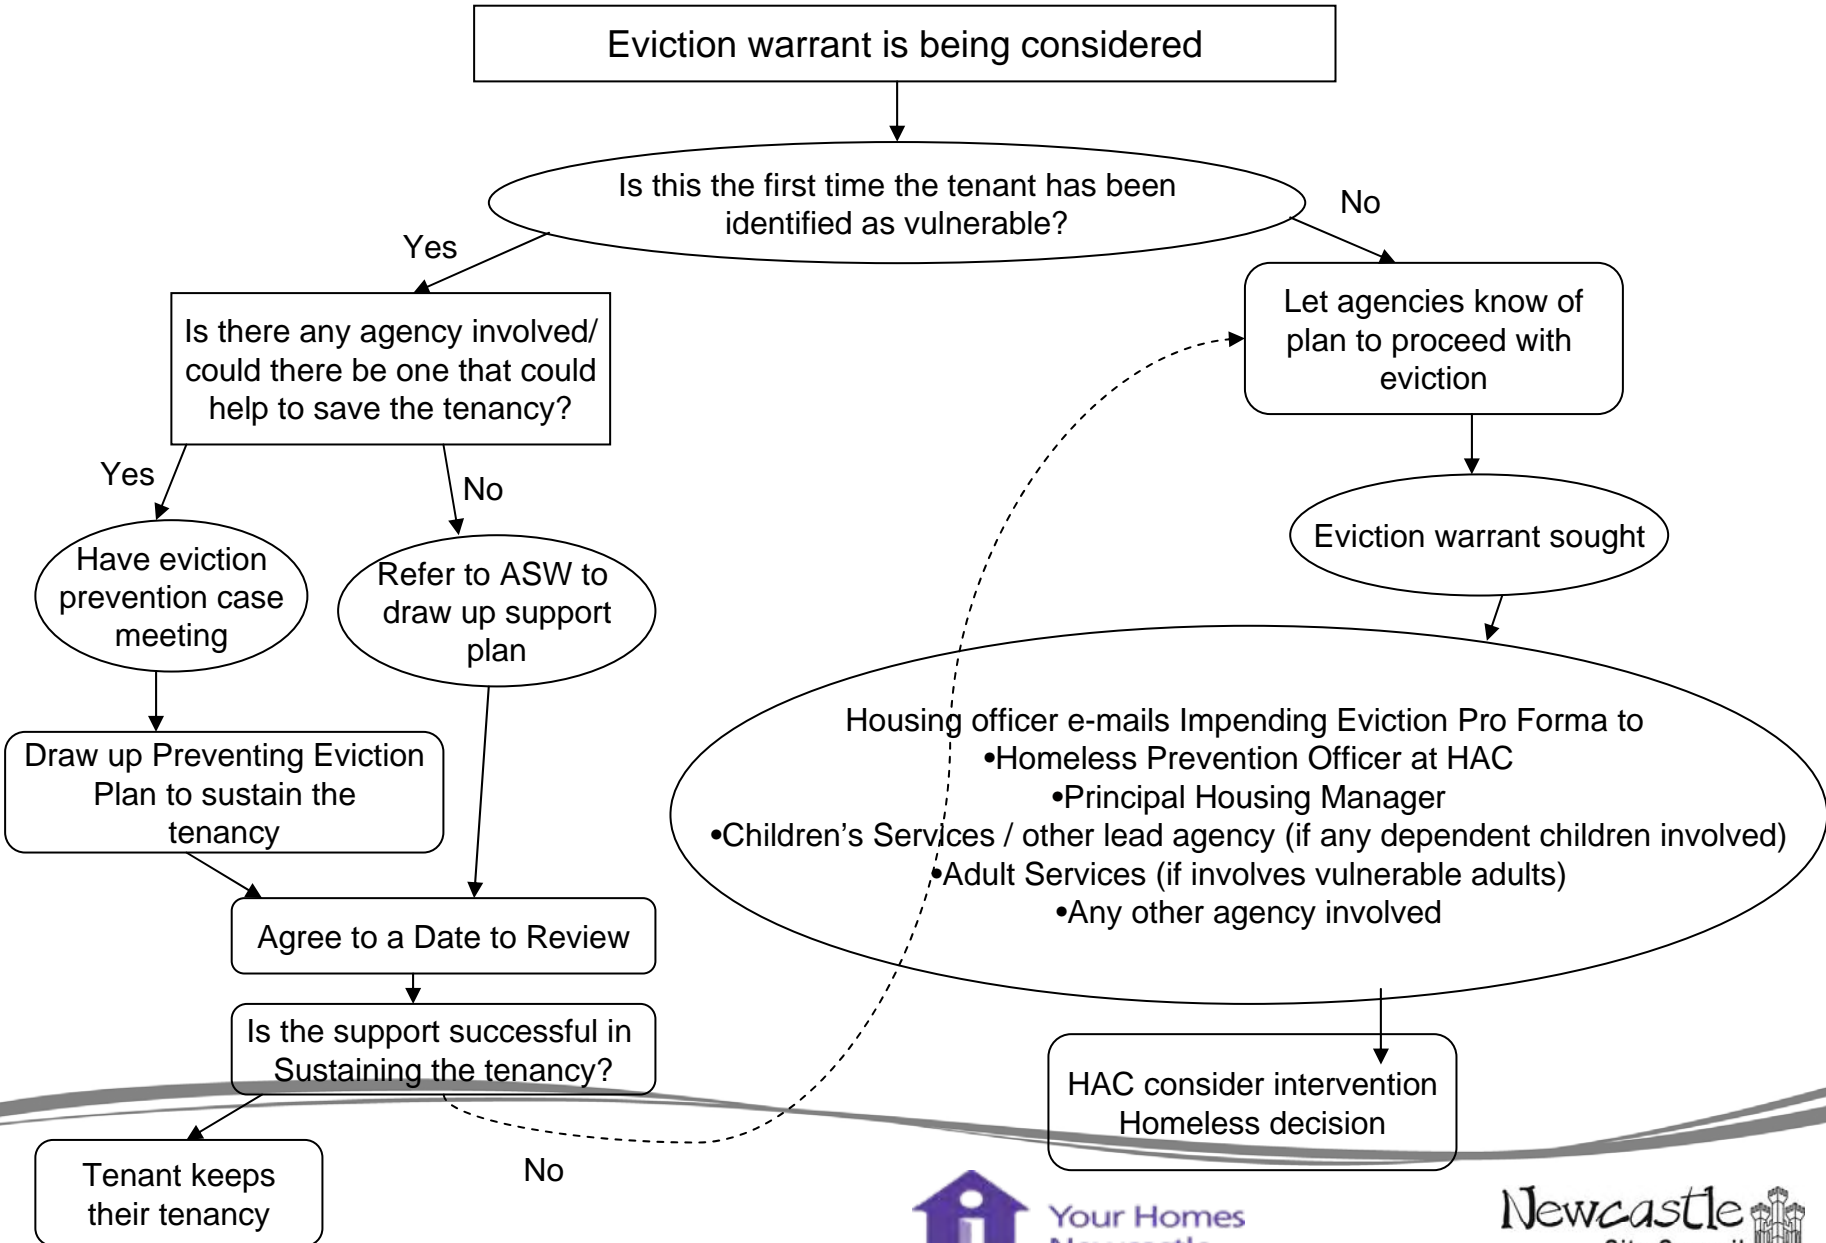 Eviction warrant is being considered
Is this the first time the tenant has been
identified as vulnerable?
No
Yes
Let agencies know of
plan to proceed with
eviction
Is there any agency involved/
could there be one that could
help to save the tenancy?
Yes
No
Eviction warrant sought
Have eviction
prevention case
meeting
Refer to ASW to
draw up support
plan
Housing officer e-mails Impending Eviction Pro Forma to
•Homeless Prevention Officer at HAC
•Principal Housing Manager
•Children's Services / other lead agency (if any dependent children involved)
•Adult Services (if involves vulnerable adults)
•Any other agency involved
Draw up Preventing Eviction
Plan to sustain the
tenancy
Agree to a Date to Review
Is the support successful in
Sustaining the tenancy?
HAC consider intervention
Homeless decision
No
Tenant keeps
their tenancy
Your Homes
Newcastle
Newcastle
City Council